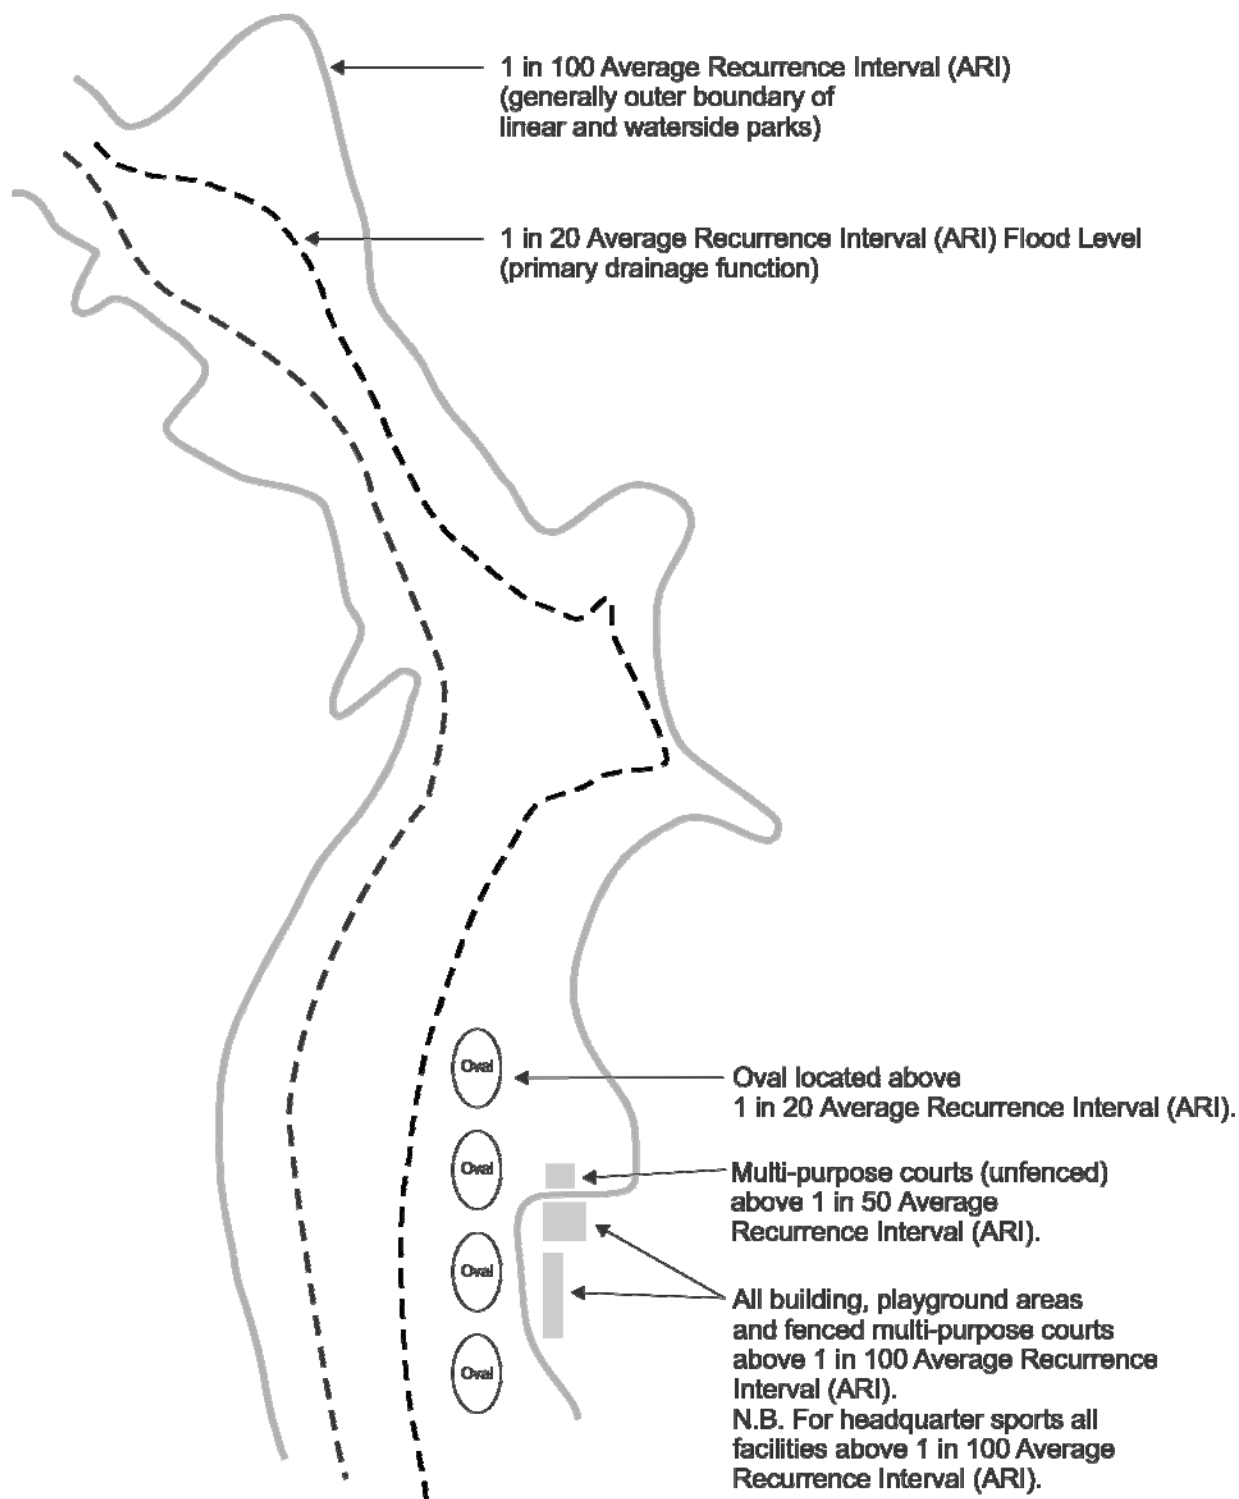 1 in 100 Average Recurrence Interval (ARI)
(generally outer boundary of
linear and waterside parks)
1 in 20 Average Recurrence Interval (ARI) Flood Level
(primary drainage function)
Oval
Oval located above
1 in 20 Average Recurrence Interval (ARI).
Oval
Multi-purpose courts (unfenced)
above 1 in 50 Average
Recurrence Interval (ARI).
Oval
All building, playground areas
and fenced multi-purpose courts
above 1 in 100 Average Recurrence
Interval (ARI).
N.B. For headquarter sports all
facilities above 1 in 100 Average
Recurrence Interval (ARI).
Oval